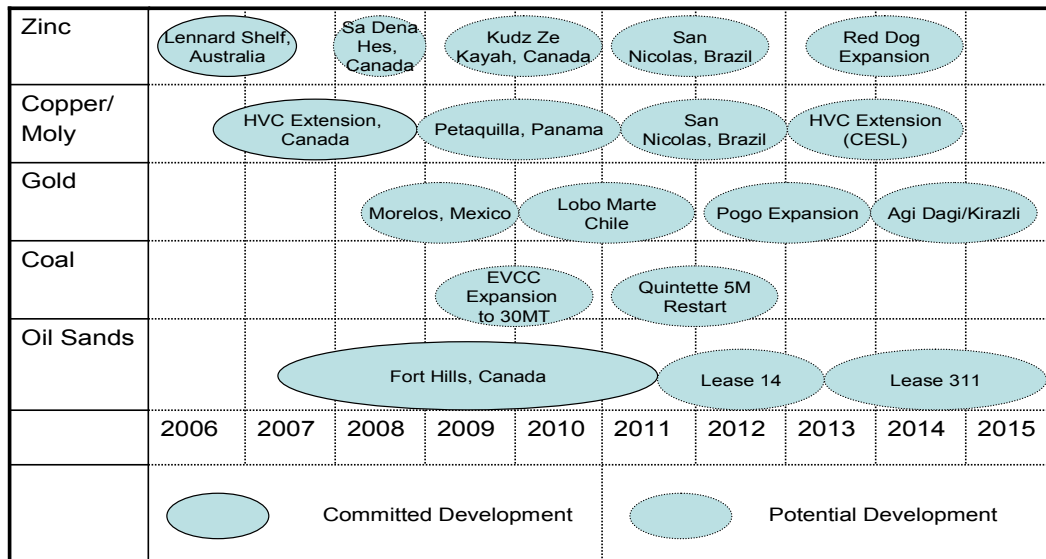 Zinc
Lennard Shelf,
Australia
Sa Dena
Hes,
Canada
Kudz Ze
Kayah, Canada
San
Nicolas, Brazil
Red Dog
Expansion
Copper/
Moly
HVC Extension,
Canada
Petaquilla, Panama
San
Nicolas, Brazil
HVC Extension
(CESL)
Gold
Morelos, Mexico
Lobo Marte
Chile
Pogo Expansion
Agi Dagi/Kirazli
Coal
EVCC
Expansion
to 30MT
Quintette 5M
Restart
Oil Sands
Fort Hills, Canada
Lease 14
Lease 311
2006 2007 2008 2009 2010 2011 2012 2013 2014 2015
Committed Development
Potential Development